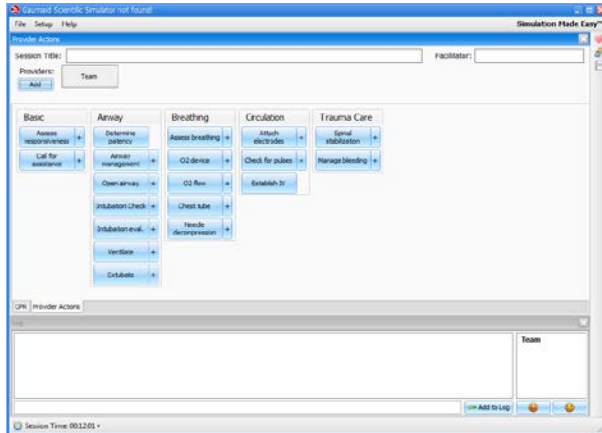 Gaumard Scientific Simulator not found!
File Setup Help
Simulation Made Easy™
Provider Actions
Session Title:
Facilitator:
Providers:
Add
Team
Basic
Assess responsiveness +
Call for assistance +
Airway
Determine patency
Airway management +
Open airway +
Intubation Check +
Intubation eval. +
Ventilate +
Extubate +
Breathing
Assess breathing +
O2 device +
O2 flow +
Chest tube +
Needle decompression +
Circulation
Attach electrodes +
Check for pulses +
Establish IV
Trauma Care
Spinal stabilization +
Manage bleeding +
CPR Provider Actions
Log
Team
Add to Log
Session Time: 00:12:01